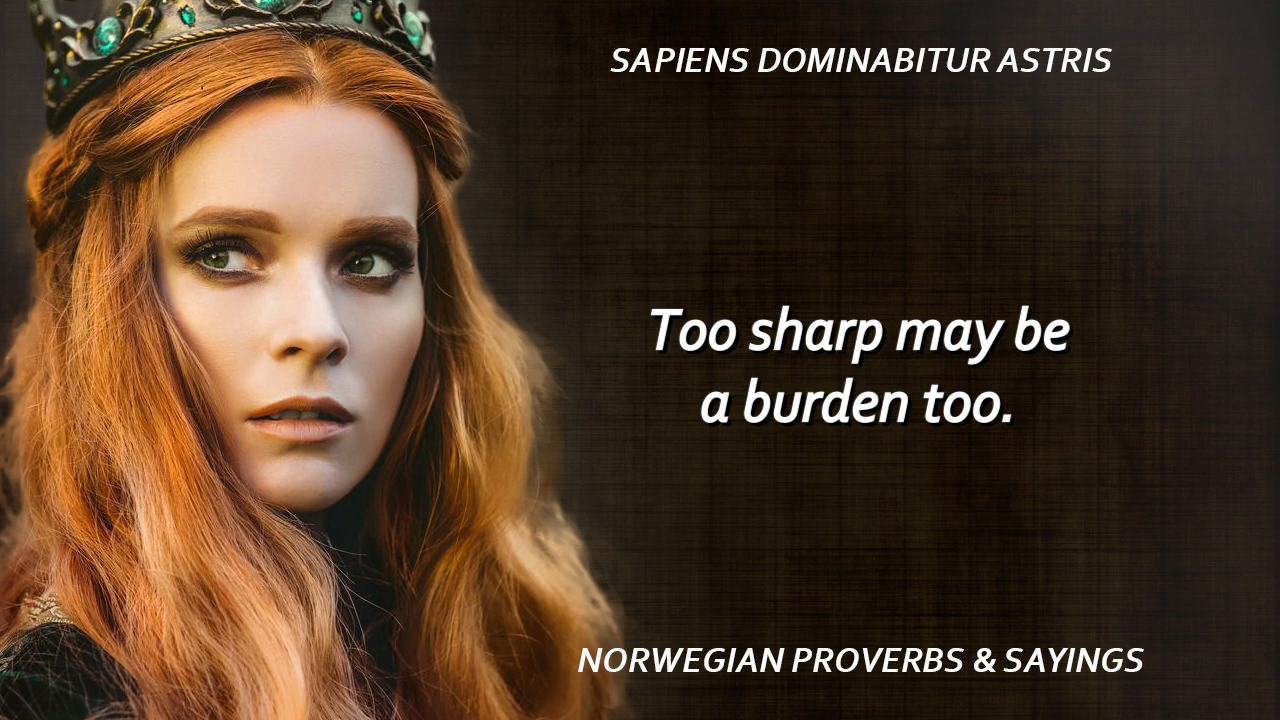 SAPIENS DOMINABITUR ASTRIS
Too sharp may be
a burden too.
NORWEGIAN PROVERBS & SAYINGS